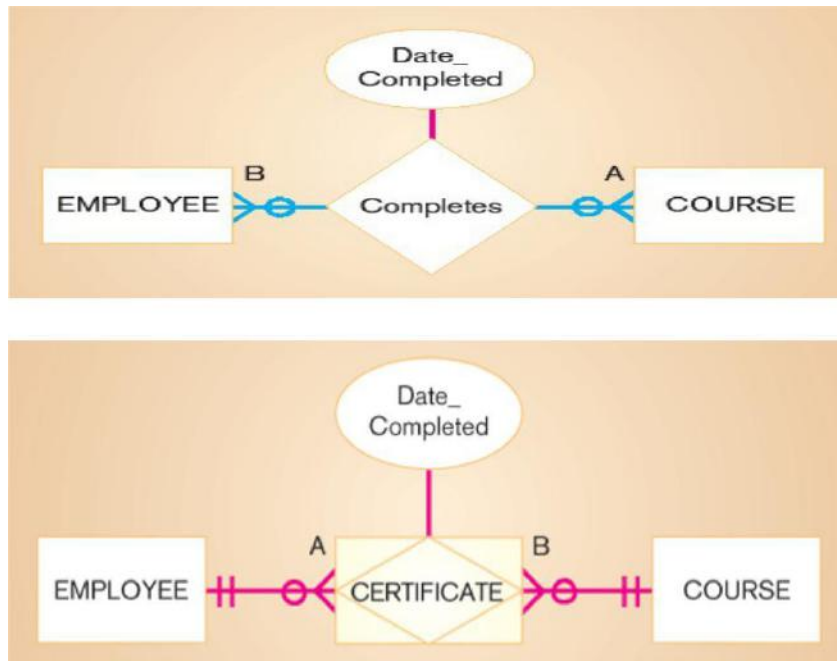 Date_
Completed
B
A
EMPLOYEE
Completes
COURSE
Date_
Completed
A
B
EMPLOYEE
CERTIFICATE
COURSE